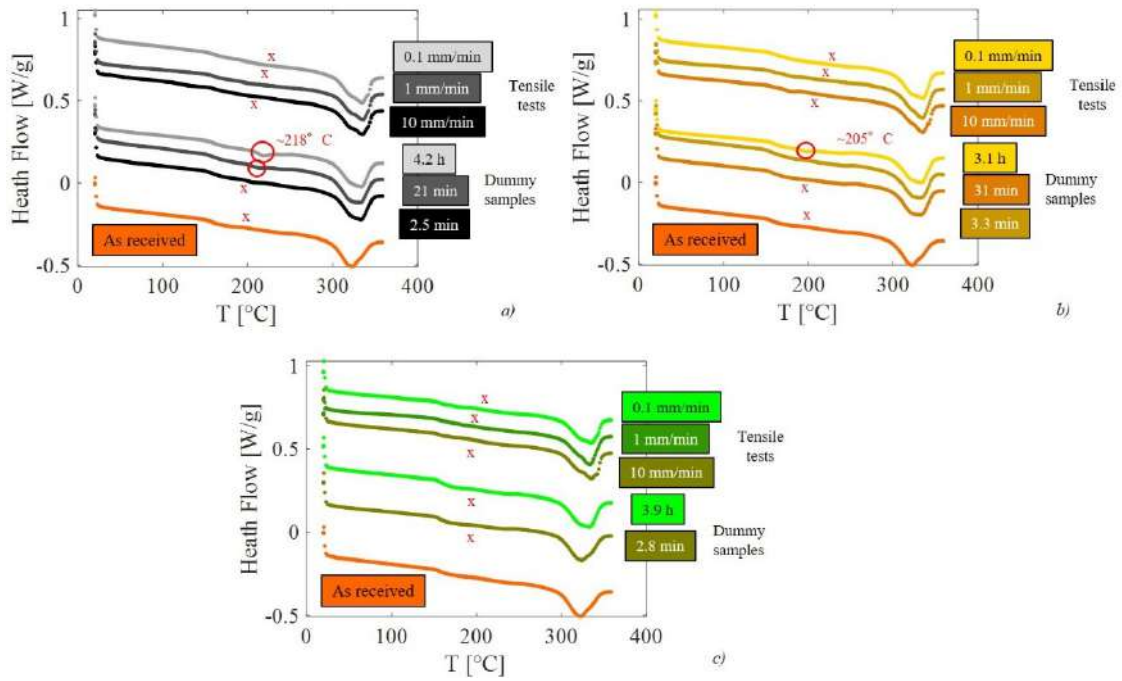 1
0.5
0
-0.5
0
100
200
300
400
Heath Flow [W/g]
T [°C]
a)
x
x
x
~218° C
x
x
0.1 mm/min
1 mm/min
10 mm/min
Tensile
tests
4.2 h
21 min
2.5 min
Dummy
samples
As received
1
0.5
0
-0.5
0
100
200
300
400
Heath Flow [W/g]
T [°C]
b)
x
x
x
~205° C
x
x
0.1 mm/min
1 mm/min
10 mm/min
Tensile
tests
3.1 h
31 min
3.3 min
Dummy
samples
As received
1
0.5
0
-0.5
0
100
200
300
400
Heath Flow [W/g]
T [°C]
c)
x
x
x
x
x
0.1 mm/min
1 mm/min
10 mm/min
Tensile
tests
3.9 h
2.8 min
Dummy
samples
As received